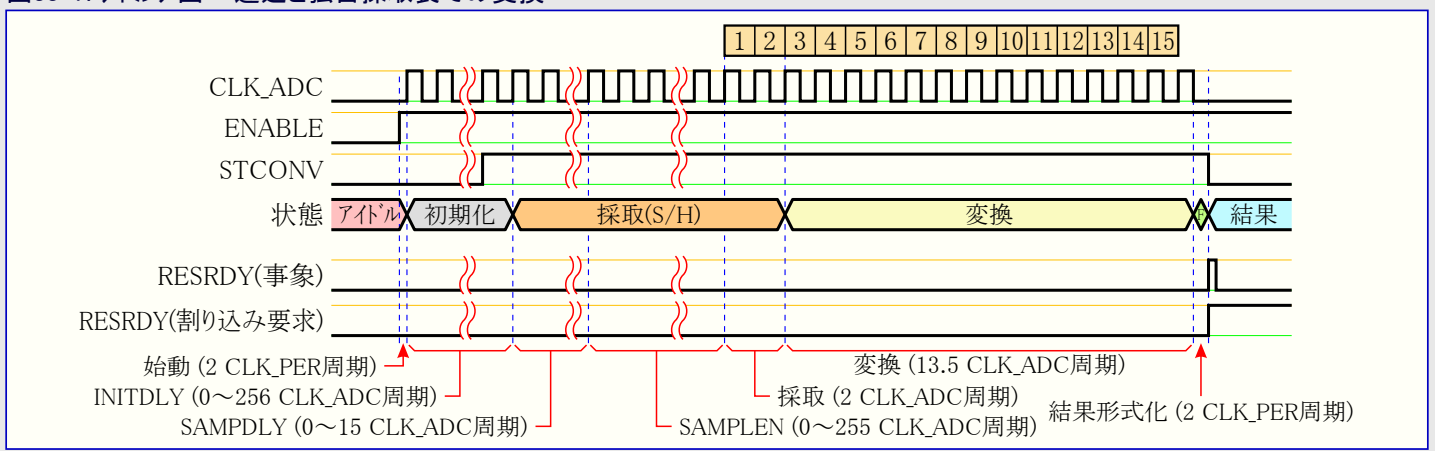 1 2 3 4 5 6 7 8 9 10 11 12 13 14 15
CLK_ADC
ENABLE
STCONV
状態 アイドル 初期化 採取(S/H) 変換 F 結果
RESRDY(事象)
RESRDY(割り込み要求)
始動 (2 CLK_PER周期)
変換 (13.5 CLK_ADC周期)
INITDLY (0～256 CLK_ADC周期)
採取 (2 CLK_ADC周期)
結果形式化 (2 CLK_PER周期)
SAMPDLY (0～15 CLK_ADC周期)
SAMPLEN (0～255 CLK_ADC周期)